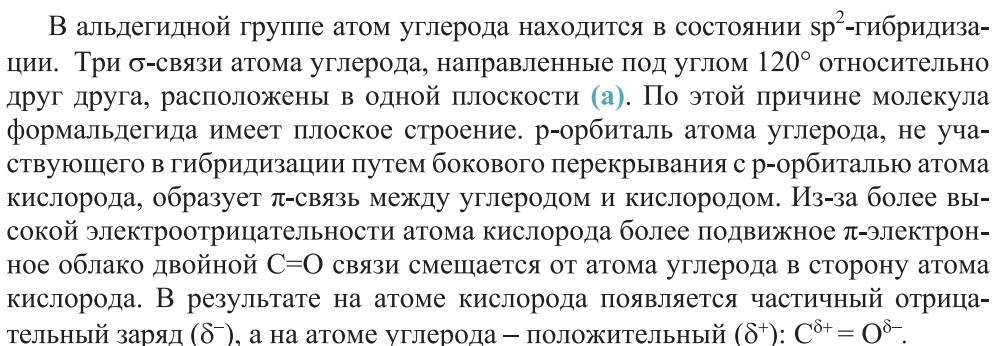 В альдегидной группе атом углерода находится в состоянии sp²-гибридиза-
ции. Три σ-связи атома углерода, направленные под углом 120° относительно
друг друга, расположены в одной плоскости (а). По этой причине молекула
формальдегида имеет плоское строение. p-орбиталь атома углерода, не уча-
ствующего в гибридизации путем бокового перекрывания с p-орбиталью атома
кислорода, образует π-связь между углеродом и кислородом. Из-за более вы-
сокой электроотрицательности атома кислорода более подвижное π-электрон-
ное облако двойной C=O связи смещается от атома углерода в сторону атома
кислорода. В результате на атоме кислорода появляется частичный отрица-
тельный заряд (δ⁻), а на атоме углерода – положительный (δ⁺): C^δ+ = O^δ–.